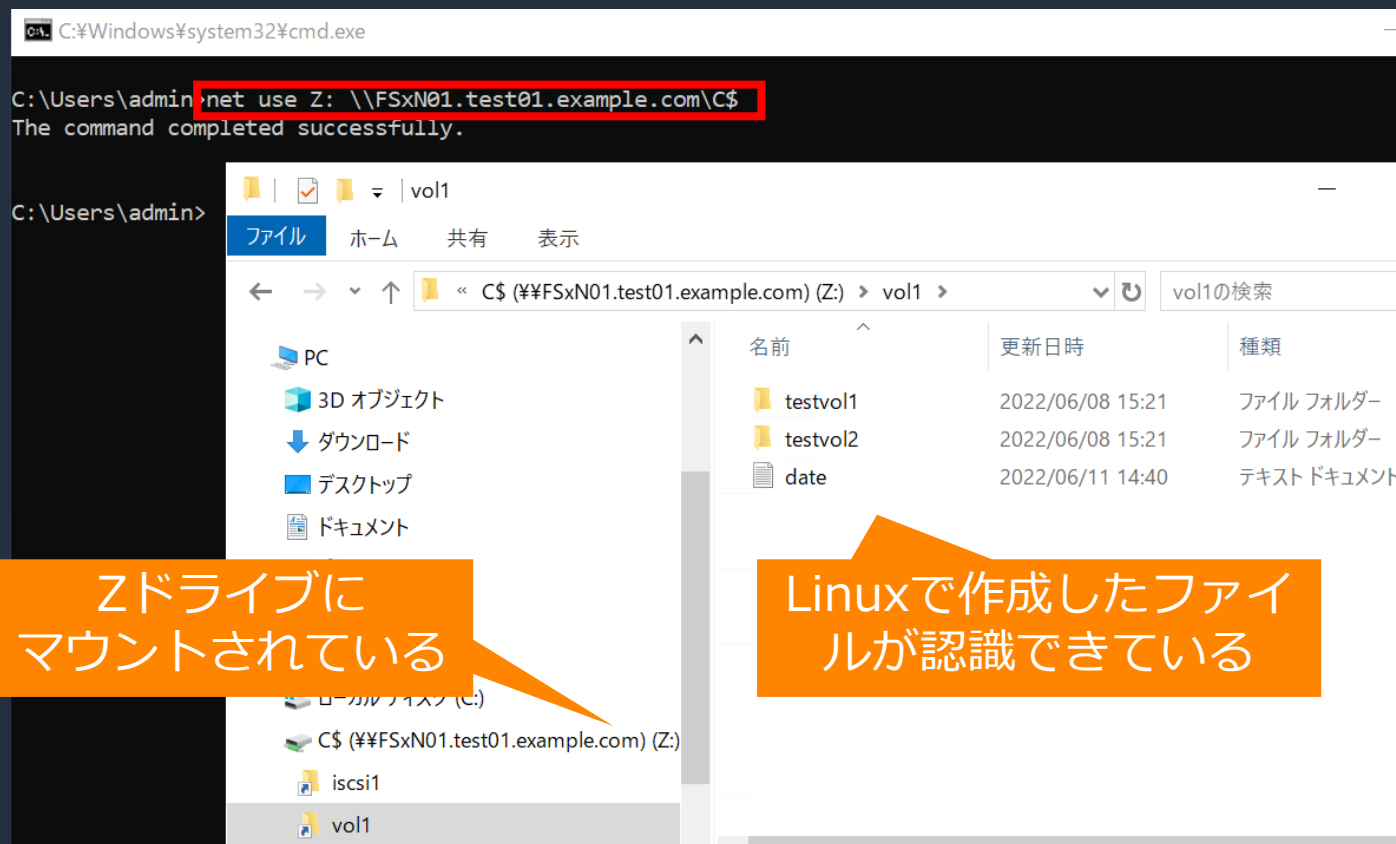 C:¥Windows¥system32¥cmd.exe
C:\Users\admin>net use Z: \\FSxN01.test01.example.com\C$
The command completed successfully.
C:\Users\admin>
vol1
ファイル ホーム 共有 表示
« C$ (¥¥FSxN01.test01.example.com) (Z:) > vol1 >
vol1の検索
PC
3D オブジェクト
ダウンロード
デスクトップ
ドキュメント
ローカル ディスク (C:)
C$ (¥¥FSxN01.test01.example.com) (Z:)
iscsi1
vol1
名前 更新日時 種類
testvol1 2022/06/08 15:21 ファイル フォルダー
testvol2 2022/06/08 15:21 ファイル フォルダー
date 2022/06/11 14:40 テキスト ドキュメント
Zドライブに
マウントされている
Linuxで作成したファイ
ルが認識できている